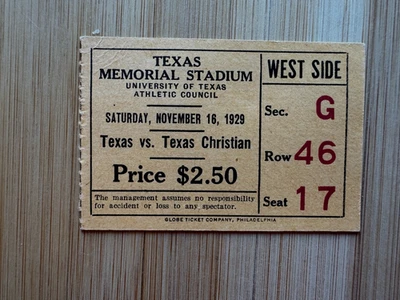 TEXAS
MEMORIAL STADIUM
UNIVERSITY OF TEXAS
ATHLETIC COUNCIL
SATURDAY, NOVEMBER 16, 1929
Texas vs. Texas Christian
Price $2.50
The management assumes no responsibility
for accident or loss to any spectator.
WEST SIDE
Sec. G
Row 46
Seat 17
GLOBE TICKET COMPANY, PHILADELPHIA